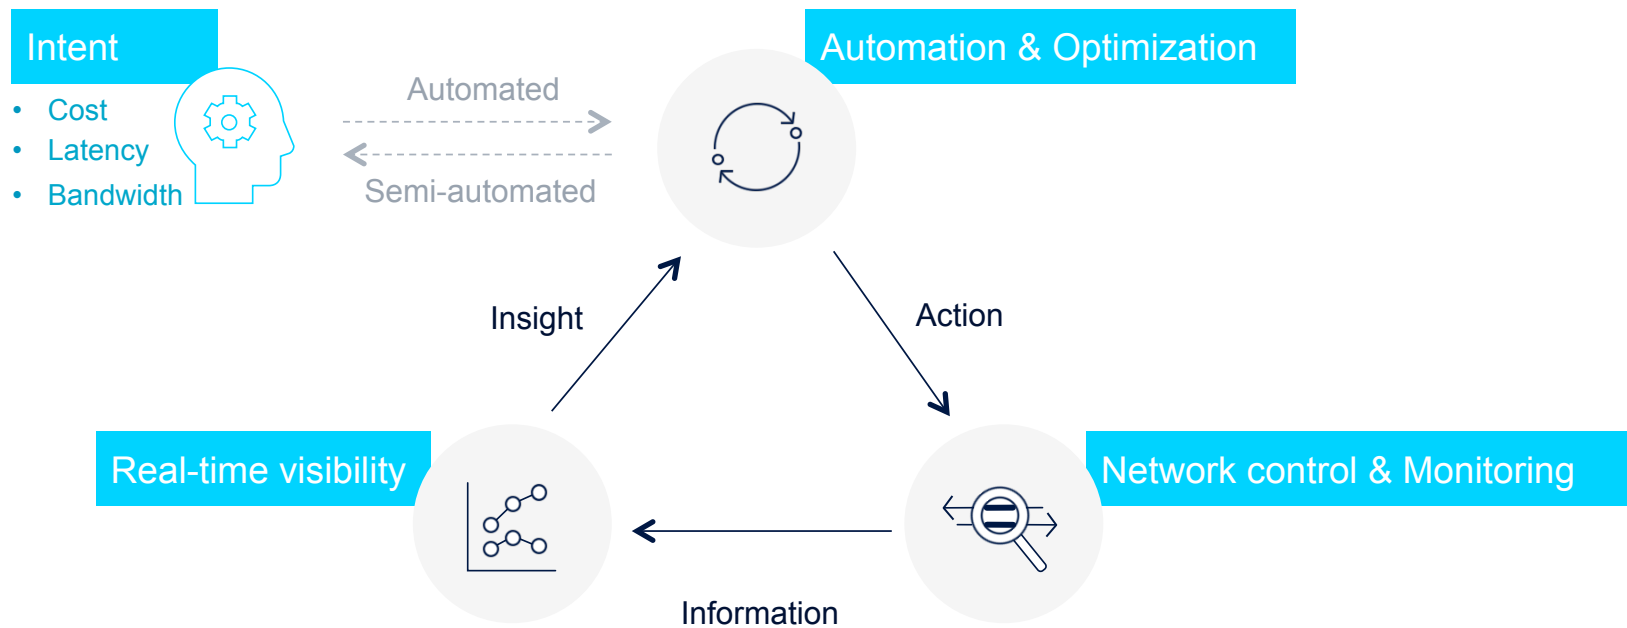 Intent
• Cost
• Latency
• Bandwidth
Automated
Semi-automated
Automation & Optimization
Insight
Action
Real-time visibility
Network control & Monitoring
Information